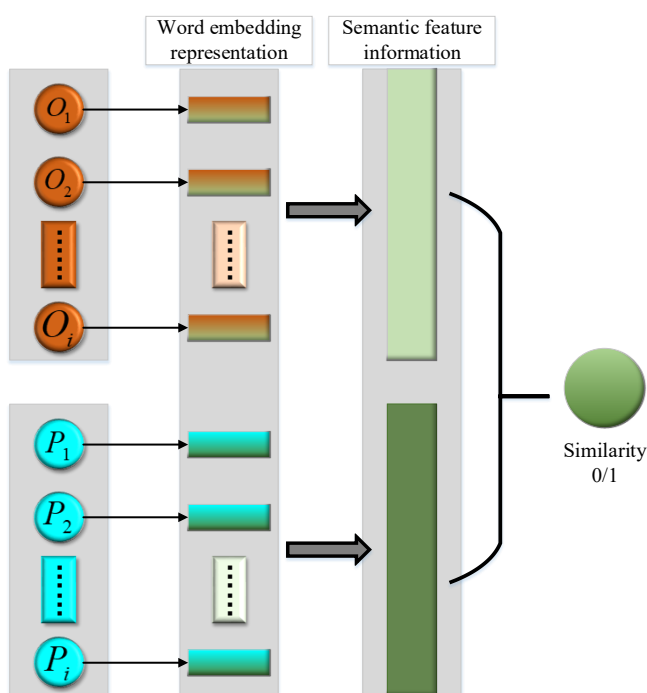 Word embedding
representation
Semantic feature
information
O1
O2
Oi
P1
P2
Pi
Similarity
0/1